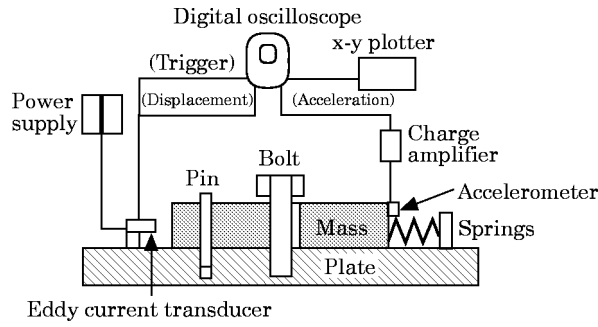 Digital oscilloscope
x-y plotter
(Trigger)
(Displacement)
(Acceleration)
Power
supply
Charge
amplifier
Bolt
Pin
Accelerometer
Mass
Springs
Plate
Eddy current transducer